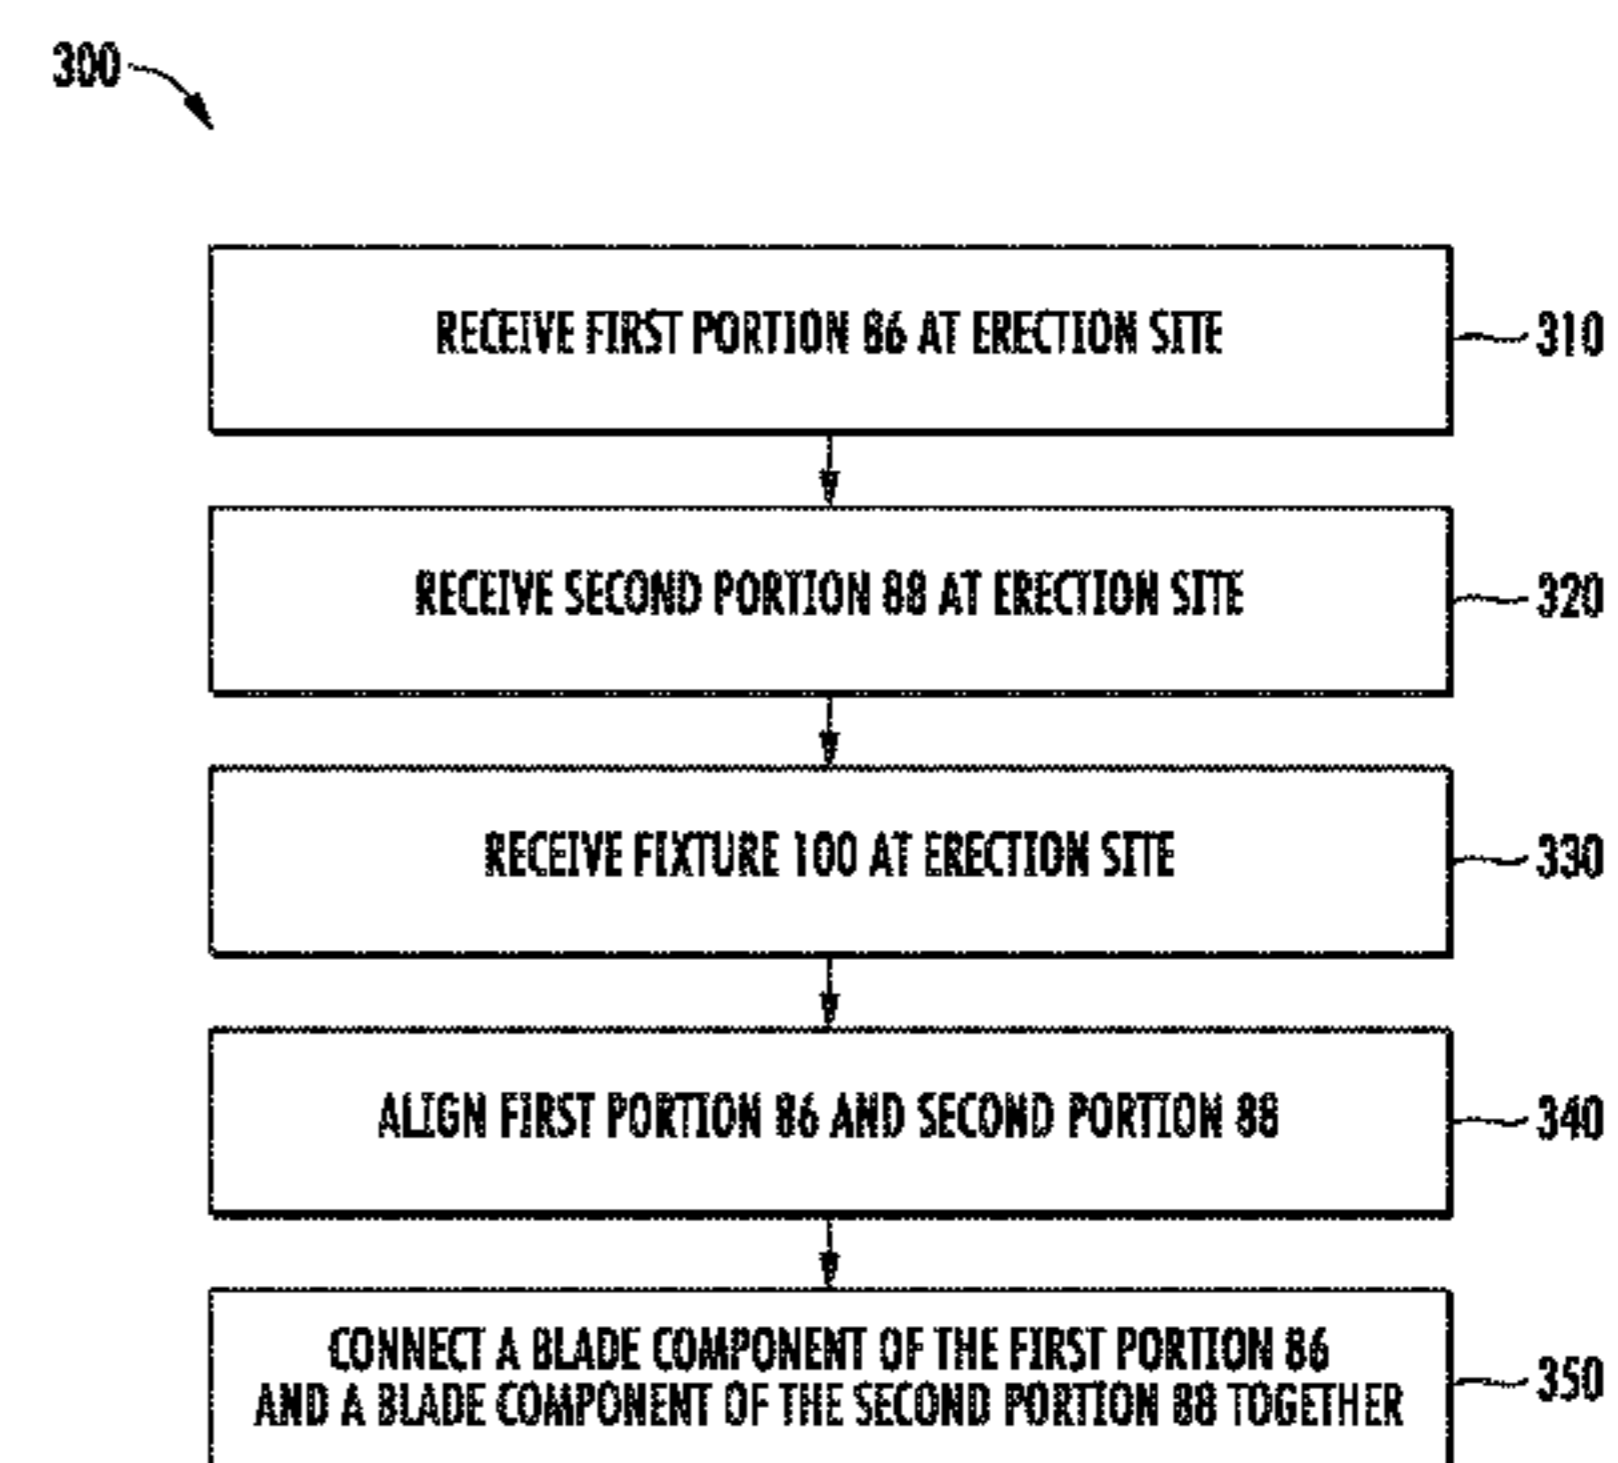 300
RECEIVE FIRST PORTION 86 AT ERECTION SITE
310
RECEIVE SECOND PORTION 88 AT ERECTION SITE
320
RECEIVE FIXTURE 100 AT ERECTION SITE
330
ALIGN FIRST PORTION 86 AND SECOND PORTION 88
340
CONNECT A BLADE COMPONENT OF THE FIRST PORTION 86
AND A BLADE COMPONENT OF THE SECOND PORTION 88 TOGETHER
350